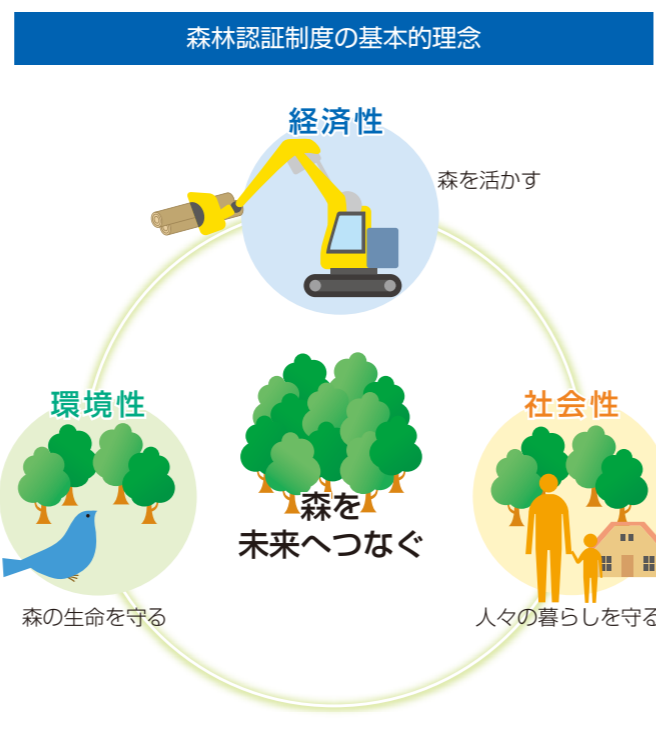 森林認証制度の基本的理念
経済性
森を活かす
環境性
社会性
森を
未来へつなぐ
森の生命を守る
人々の暮らしを守る